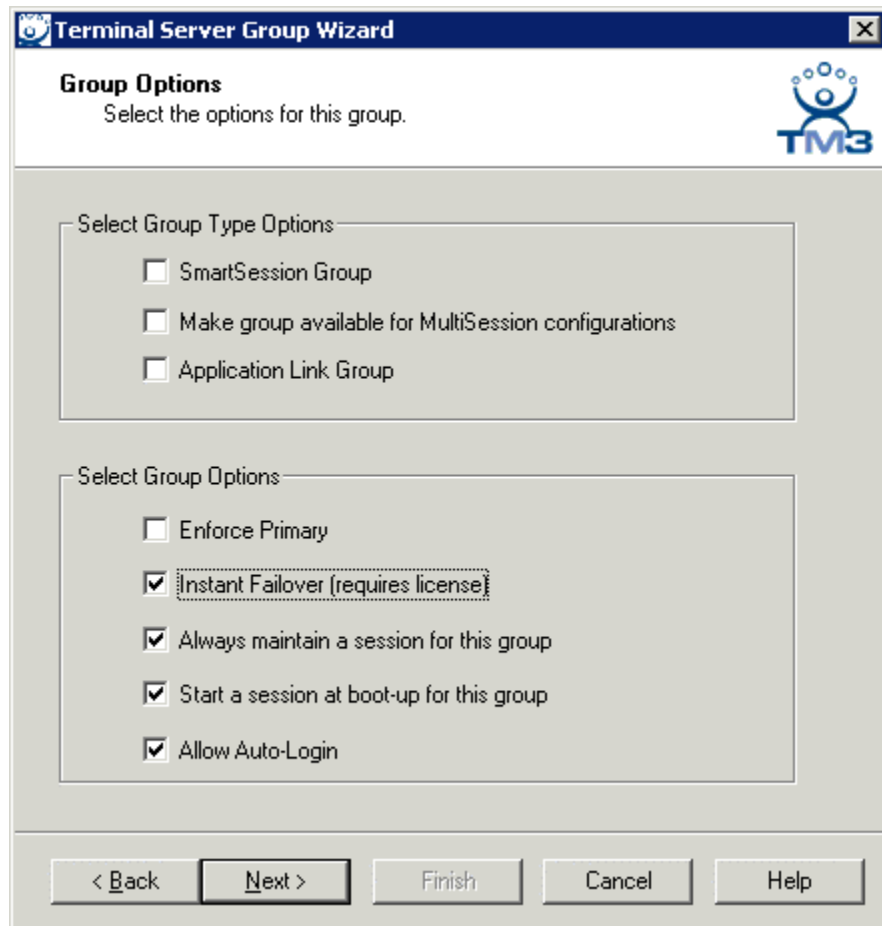 Terminal Server Group Wizard
Group Options
Select the options for this group.
TM3
Select Group Type Options
SmartSession Group
Make group available for MultiSession configurations
Application Link Group
Select Group Options
Enforce Primary
Instant Failover (requires license)
Always maintain a session for this group
Start a session at boot-up for this group
Allow Auto-Login
< Back Next > Finish Cancel Help